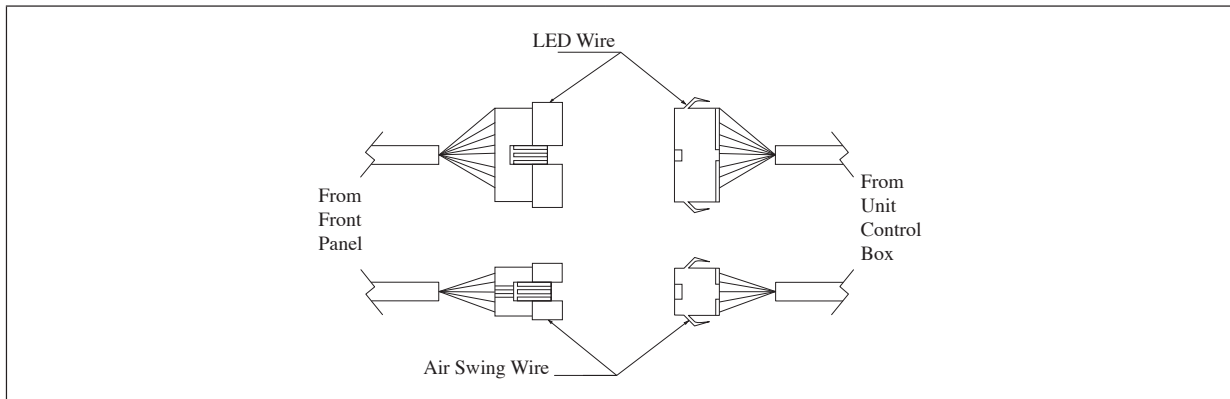 LED Wire
From
Front
Panel
From
Unit
Control
Box
Air Swing Wire